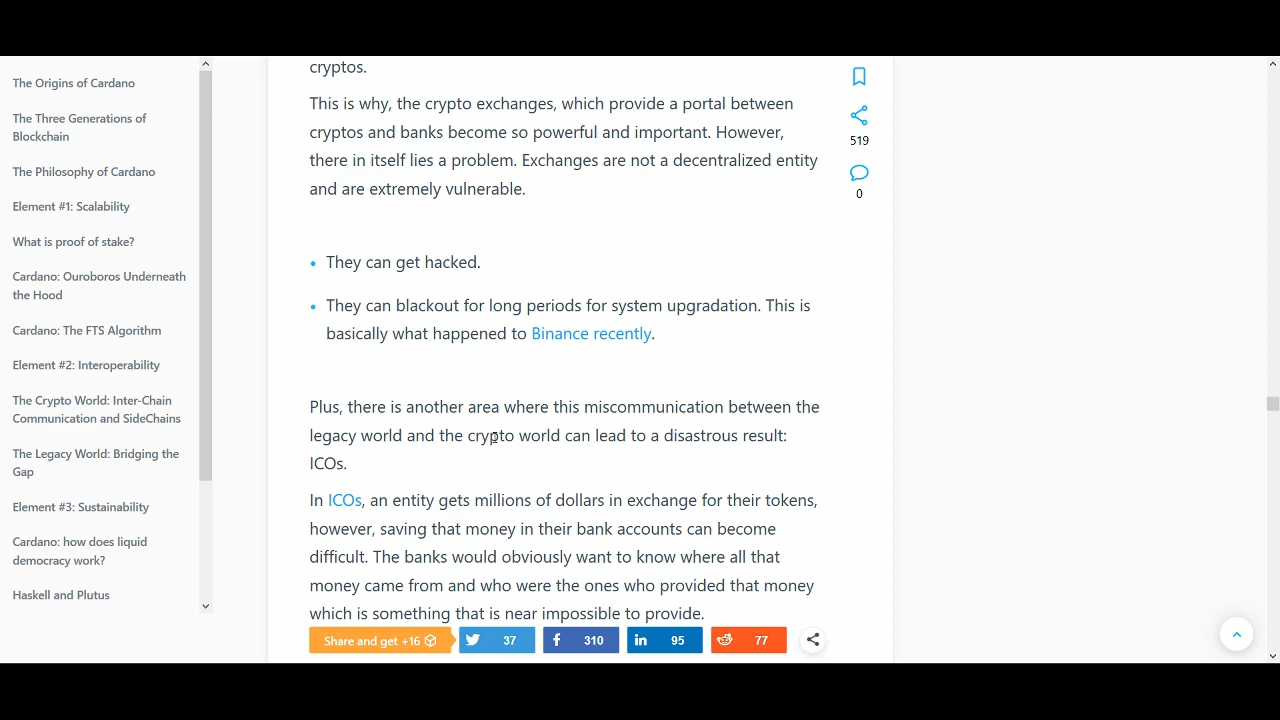 The Origins of Cardano
The Three Generations of
Blockchain
The Philosophy of Cardano
Element #1: Scalability
What is proof of stake?
Cardano: Ouroboros Underneath
the Hood
Cardano: The FTS Algorithm
Element #2: Interoperability
The Crypto World: Inter-Chain
Communication and SideChains
The Legacy World: Bridging the
Gap
Element #3: Sustainability
Cardano: how does liquid
democracy work?
Haskell and Plutus
cryptos.
This is why, the crypto exchanges, which provide a portal between
cryptos and banks become so powerful and important. However,
there in itself lies a problem. Exchanges are not a decentralized entity
and are extremely vulnerable.
• They can get hacked.
• They can blackout for long periods for system upgradation. This is
basically what happened to Binance recently.
Plus, there is another area where this miscommunication between the
legacy world and the crypto world can lead to a disastrous result:
ICOs.
In ICOs, an entity gets millions of dollars in exchange for their tokens,
however, saving that money in their bank accounts can become
difficult. The banks would obviously want to know where all that
money came from and who were the ones who provided that money
which is something that is near impossible to provide.
Share and get +16
37
310
95
77
519
0